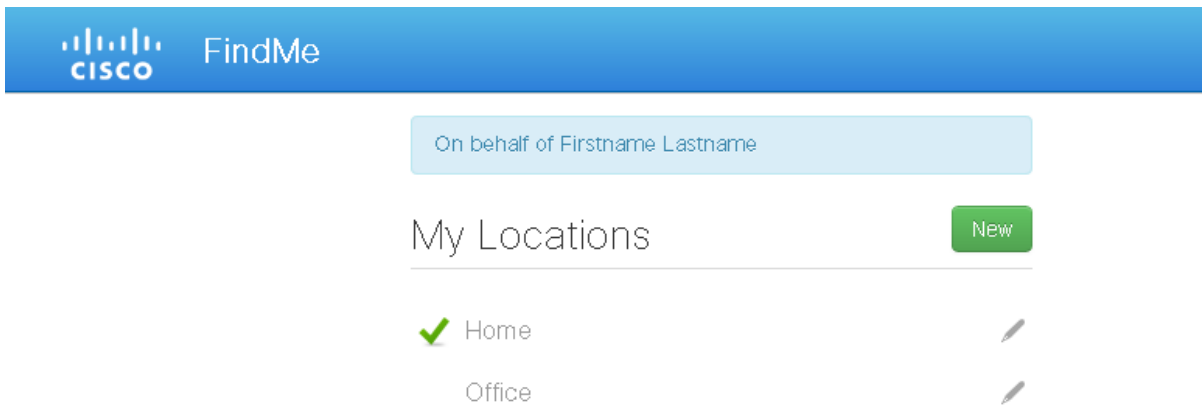 CISCO FindMe
On behalf of Firstname Lastname
My Locations New
Home
Office